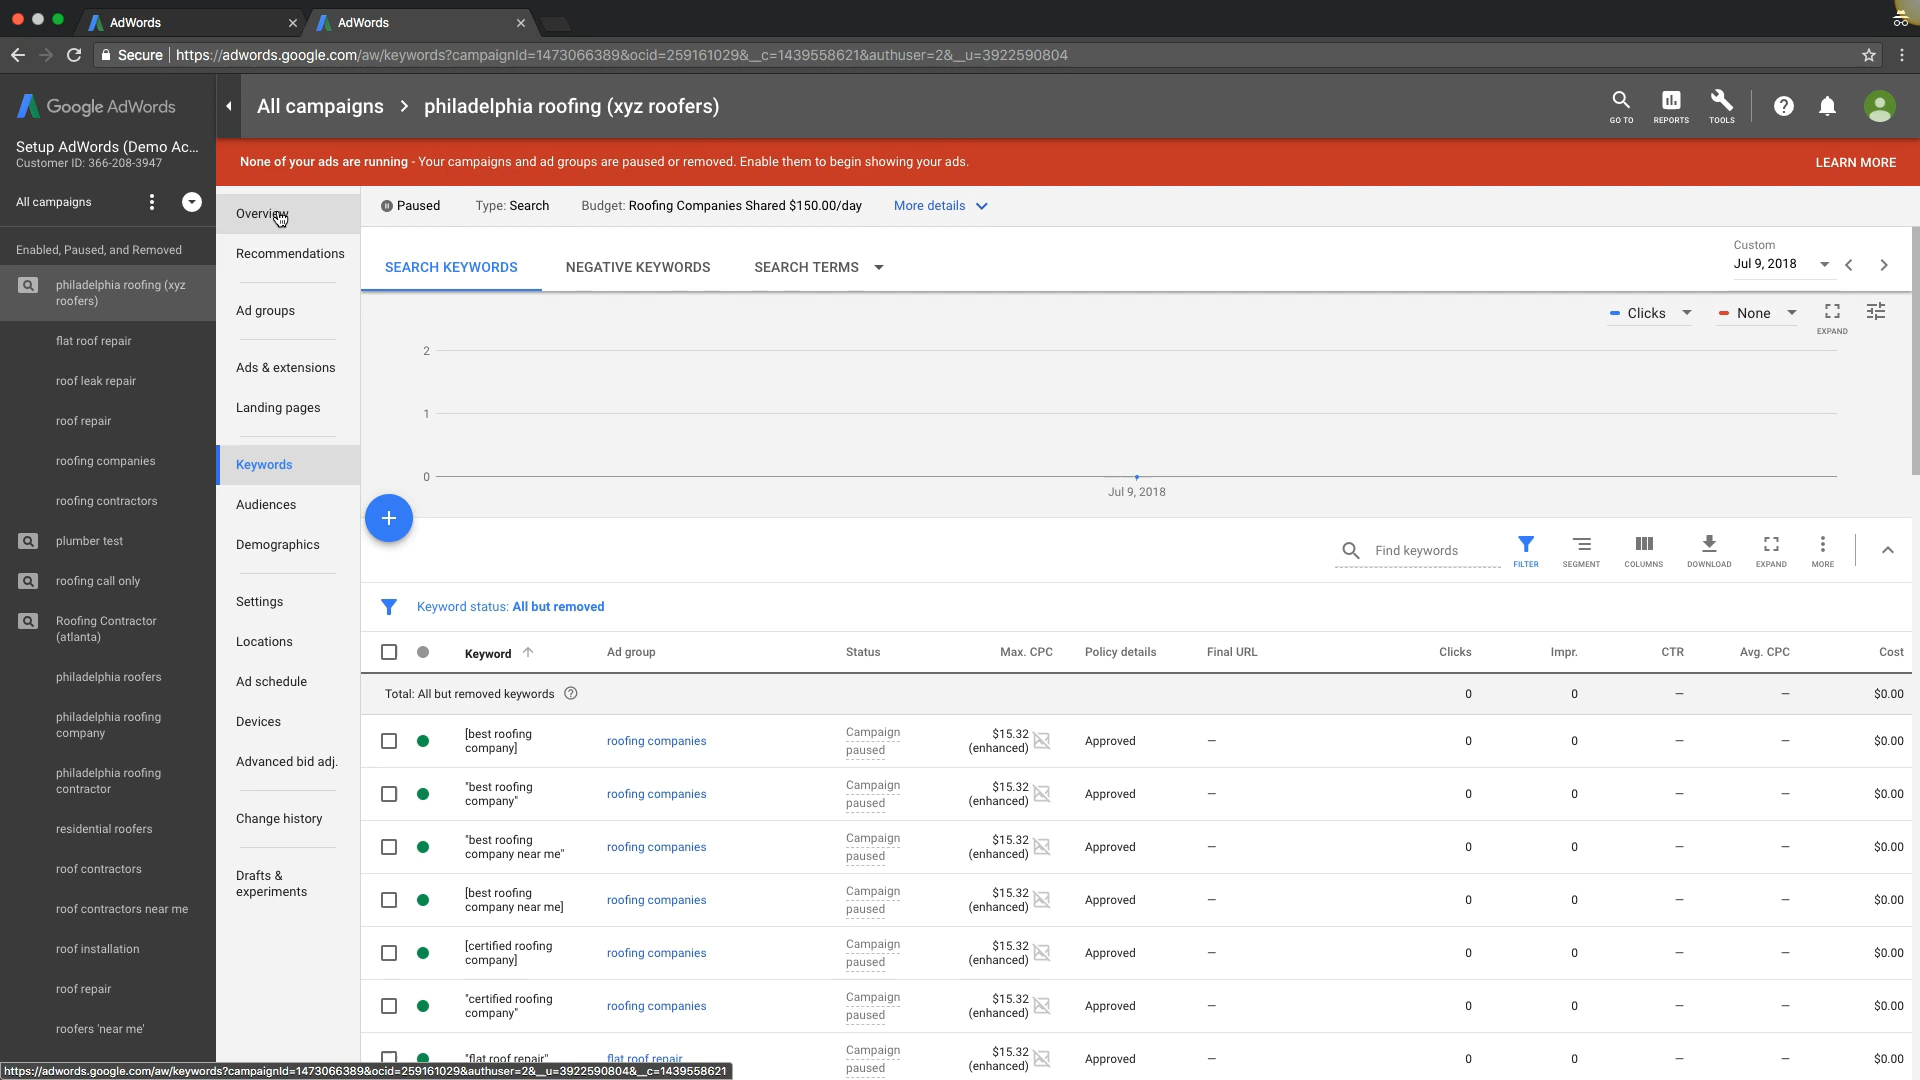 AdWords
AdWords
Secure
https://adwords.google.com/aw/keywords?campaignId=1473066389&ocid=259161029&__c=1439558621&authuser=2&__u=3922590804
Google AdWords
All campaigns > philadelphia roofing (xyz roofers)
GO TO
REPORTS
TOOLS
Setup AdWords (Demo Ac...
Customer ID: 366-208-3947
None of your ads are running - Your campaigns and ad groups are paused or removed. Enable them to begin showing your ads.
LEARN MORE
All campaigns
Enabled, Paused, and Removed
philadelphia roofing (xyz
roofers)
flat roof repair
roof leak repair
roof repair
roofing companies
roofing contractors
plumber test
roofing call only
Roofing Contractor
(atlanta)
philadelphia roofers
philadelphia roofing
company
philadelphia roofing
contractor
residential roofers
roof contractors
roof contractors near me
roof installation
roof repair
roofers 'near me'
Overview
Recommendations
Ad groups
Ads & extensions
Landing pages
Keywords
Audiences
Demographics
Settings
Locations
Ad schedule
Devices
Advanced bid adj.
Change history
Drafts &
experiments
Paused
Type: Search
Budget: Roofing Companies Shared $150.00/day
More details
SEARCH KEYWORDS
NEGATIVE KEYWORDS
SEARCH TERMS
Custom
Jul 9, 2018
Clicks
None
EXPAND
2
1
0
Jul 9, 2018
Find keywords
FILTER
SEGMENT
COLUMNS
DOWNLOAD
EXPAND
MORE
Keyword status: All but removed
Keyword Ad group Status Max. CPC Policy details Final URL Clicks Impr. CTR Avg. CPC Cost
Total: All but removed keywords 0 0 – – $0.00
[best roofing
company] roofing companies Campaign
paused $15.32
(enhanced) Approved – 0 0 – – $0.00
"best roofing
company" roofing companies Campaign
paused $15.32
(enhanced) Approved – 0 0 – – $0.00
"best roofing
company near me" roofing companies Campaign
paused $15.32
(enhanced) Approved – 0 0 – – $0.00
[best roofing
company near me] roofing companies Campaign
paused $15.32
(enhanced) Approved – 0 0 – – $0.00
[certified roofing
company] roofing companies Campaign
paused $15.32
(enhanced) Approved – 0 0 – – $0.00
"certified roofing
company" roofing companies Campaign
paused $15.32
(enhanced) Approved – 0 0 – – $0.00
"flat roof repair" flat roof repair Campaign
paused $15.32
(enhanced) Approved – 0 0 – – $0.00
https://adwords.google.com/aw/keywords?campaignId=1473066389&ocid=259161029&authuser=2&__u=3922590804&__c=1439558621